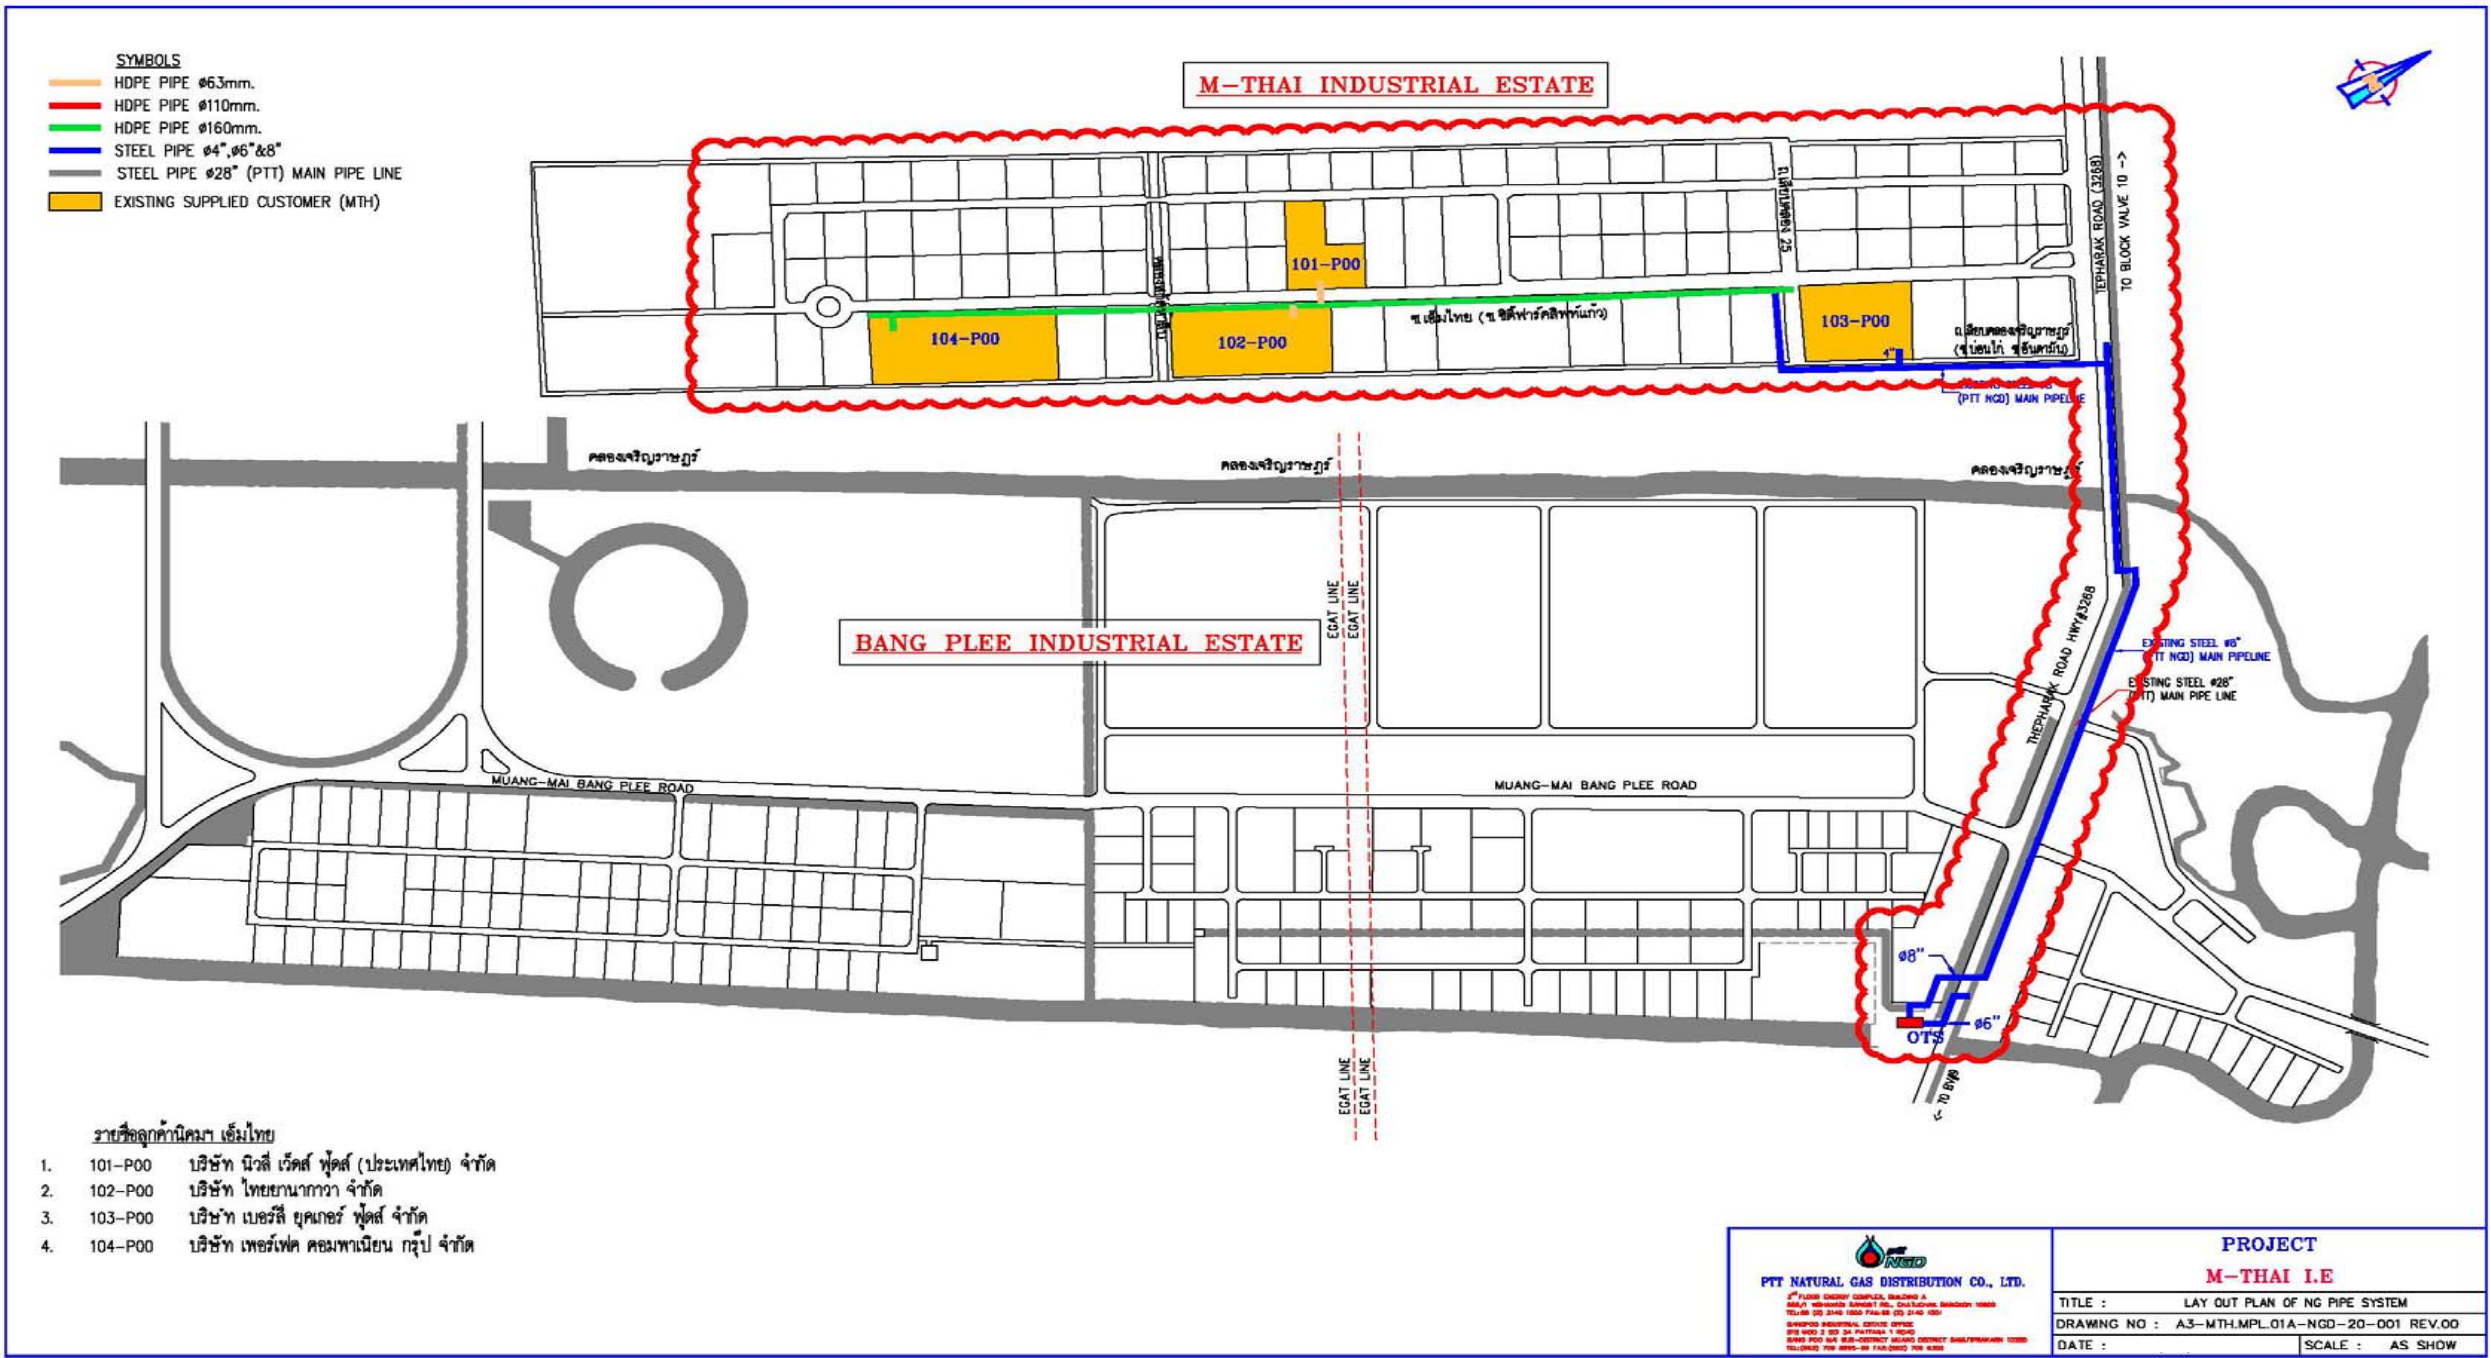 SYMBOLS
HDPE PIPE ø63mm.
HDPE PIPE ø110mm.
HDPE PIPE ø160mm.
STEEL PIPE ø4",ø6"&8"
STEEL PIPE ø28" (PTT) MAIN PIPE LINE
EXISTING SUPPLIED CUSTOMER (MTH)
M-THAI INDUSTRIAL ESTATE
TEPHARAK ROAD (3268)
TO BLOCK VALVE 10 ->
25
101-P00
102-P00
103-P00
104-P00
ซ.เอ็มไทย
4"
(PTT NGD) MAIN PIPELINE
คลองเจริญราษฎร์
คลองเจริญราษฎร์
คลองเจริญราษฎร์
EGAT LINE
EGAT LINE
BANG PLEE INDUSTRIAL ESTATE
THEPHARAK ROAD HWY#3268
EXISTING STEEL ø8"
(PTT NGD) MAIN PIPELINE
EXISTING STEEL ø28"
(PTT) MAIN PIPE LINE
MUANG-MAI BANG PLEE ROAD
MUANG-MAI BANG PLEE ROAD
ø8"
ø6"
OTS
EGAT LINE
EGAT LINE
<- TO BV#9
รายชื่อลูกค้านิคมฯ เอ็มไทย
1. 101-P00 บริษัท นิวลี่ เว็ดส์ ฟู้ดส์ (ประเทศไทย) จำกัด
2. 102-P00 บริษัท ไทยยานากาวา จำกัด
3. 103-P00 บริษัท เบอร์ลี่ ยุคเกอร์ ฟู้ดส์ จำกัด
4. 104-P00 บริษัท เพอร์เฟค คอมพาเนียน กรุ๊ป จำกัด
ptt NGD
PTT NATURAL GAS DISTRIBUTION CO., LTD.
PROJECT
M-THAI I.E
TITLE : LAY OUT PLAN OF NG PIPE SYSTEM
DRAWING NO : A3-MTH.MPL.01A-NGD-20-001 REV.00
DATE :
SCALE : AS SHOW